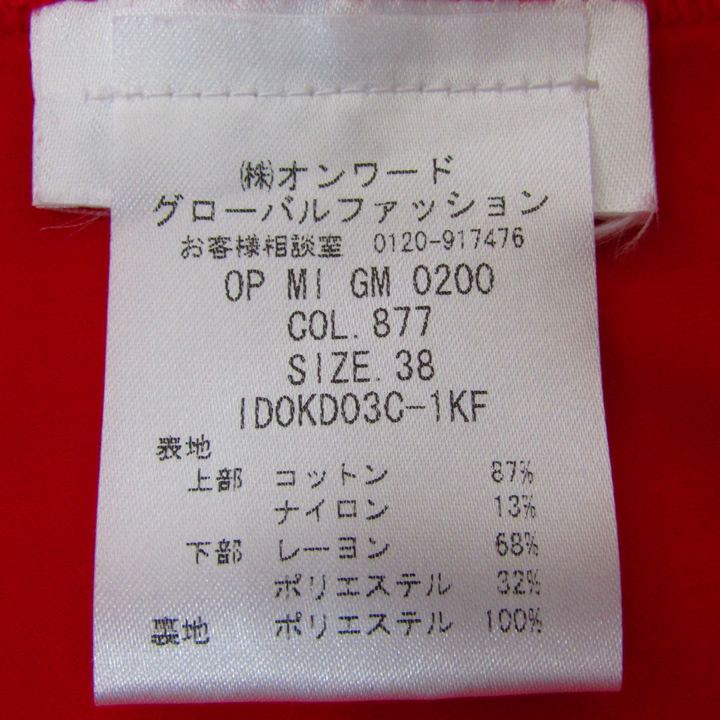 ㈱オンワード
グローバルファッション
お客様相談室 0120-917476
OP MI GM 0200
COL.877
SIZE.38
IDOKD03C-1KF
表地
上部 コットン 87%
ナイロン 13%
下部 レーヨン 68%
ポリエステル 32%
裏地 ポリエステル 100%